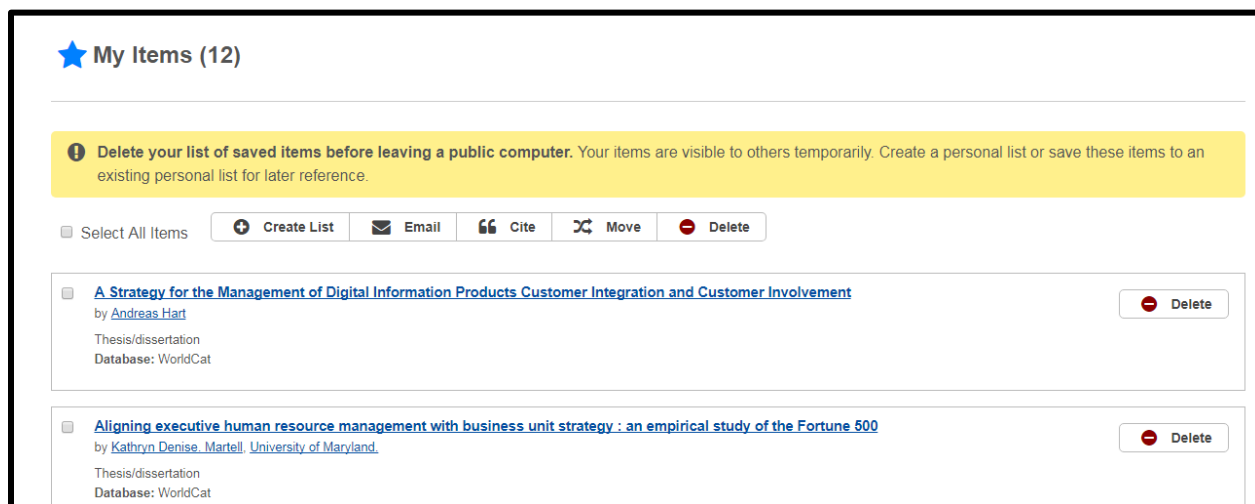 My Items (12)
Delete your list of saved items before leaving a public computer. Your items are visible to others temporarily. Create a personal list or save these items to an
existing personal list for later reference.
Select All Items Create List Email Cite Move Delete
A Strategy for the Management of Digital Information Products Customer Integration and Customer Involvement
by Andreas Hart
Delete
Thesis/dissertation
Database: WorldCat
Aligning executive human resource management with business unit strategy : an empirical study of the Fortune 500
by Kathryn Denise. Martell, University of Maryland.
Delete
Thesis/dissertation
Database: WorldCat